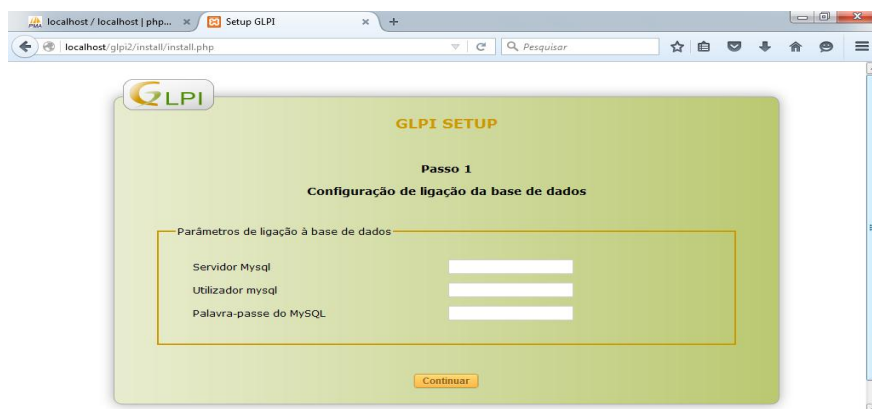 localhost / localhost | php...
Setup GLPI
localhost/glpi2/install/install.php
Pesquisar
GLPI
GLPI SETUP
Passo 1
Configuração de ligação da base de dados
Parâmetros de ligação à base de dados
Servidor Mysql
Utilizador mysql
Palavra-passe do MySQL
Continuar